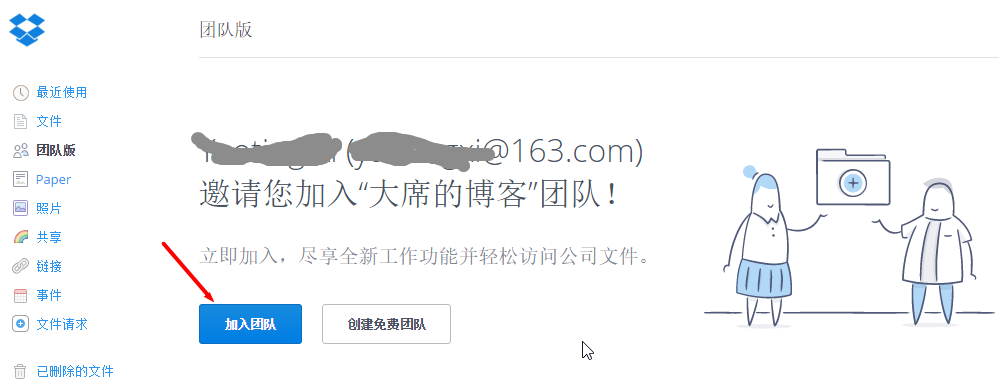 团队版
最近使用
文件
团队版
Paper
照片
共享
链接
事件
文件请求
已删除的文件
@163.com)
邀请您加入“大席的博客”团队!
立即加入，尽享全新工作功能并轻松访问公司文件。
加入团队
创建免费团队